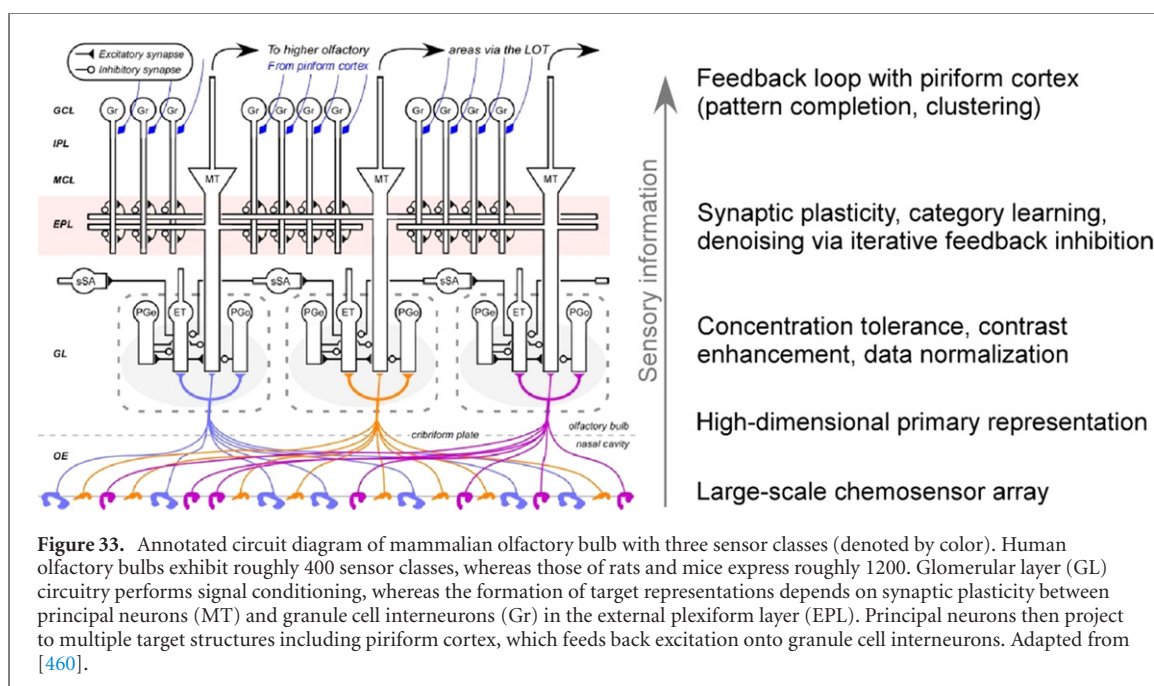 Excitatory synapse
Inhibitory synapse
To higher olfactory
areas via the LOT
From piriform cortex
GCL
Gr Gr Gr Gr Gr Gr Gr Gr Gr Gr Gr
IPL
MCL
MT MT MT
EPL
sSA sSA sSA
PGe ET PGo PGe ET PGo PGe ET PGo
GL
cribriform plate
olfactory bulb
nasal cavity
OE
Sensory information
Feedback loop with piriform cortex
(pattern completion, clustering)
Synaptic plasticity, category learning,
denoising via iterative feedback inhibition
Concentration tolerance, contrast
enhancement, data normalization
High-dimensional primary representation
Large-scale chemosensor array
Figure 33. Annotated circuit diagram of mammalian olfactory bulb with three sensor classes (denoted by color). Human
olfactory bulbs exhibit roughly 400 sensor classes, whereas those of rats and mice express roughly 1200. Glomerular layer (GL)
circuitry performs signal conditioning, whereas the formation of target representations depends on synaptic plasticity between
principal neurons (MT) and granule cell interneurons (Gr) in the external plexiform layer (EPL). Principal neurons then project
to multiple target structures including piriform cortex, which feeds back excitation onto granule cell interneurons. Adapted from
[460].